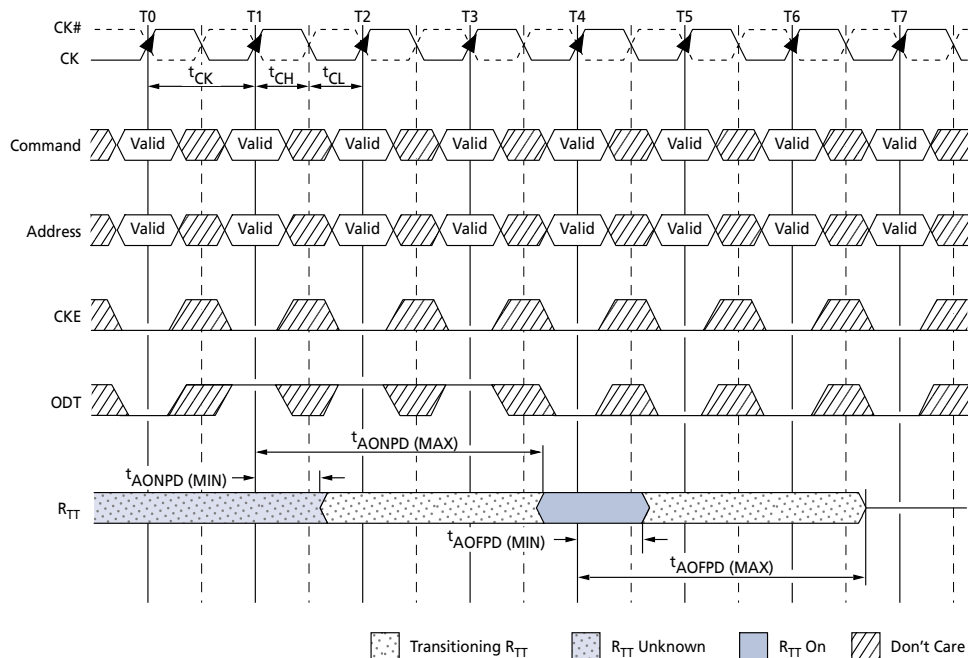 T0 T1 T2 T3 T4 T5 T6 T7
CK#
CK
tCK tCH tCL
Command Valid Valid Valid Valid Valid Valid Valid Valid
Address Valid Valid Valid Valid Valid Valid Valid Valid
CKE
ODT
tAONPD (MAX)
tAONPD (MIN)
RTT
tAOFPD (MIN)
tAOFPD (MAX)
Transitioning RTT RTT Unknown RTT On Don't Care